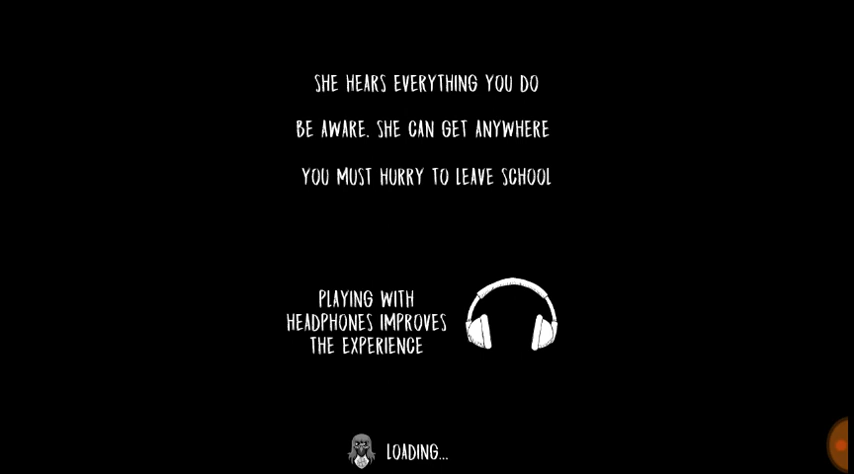 SHE HEARS EVERYTHING YOU DO
BE AWARE. SHE CAN GET ANYWHERE
YOU MUST HURRY TO LEAVE SCHOOL
PLAYING WITH
HEADPHONES IMPROVES
THE EXPERIENCE
LOADING...